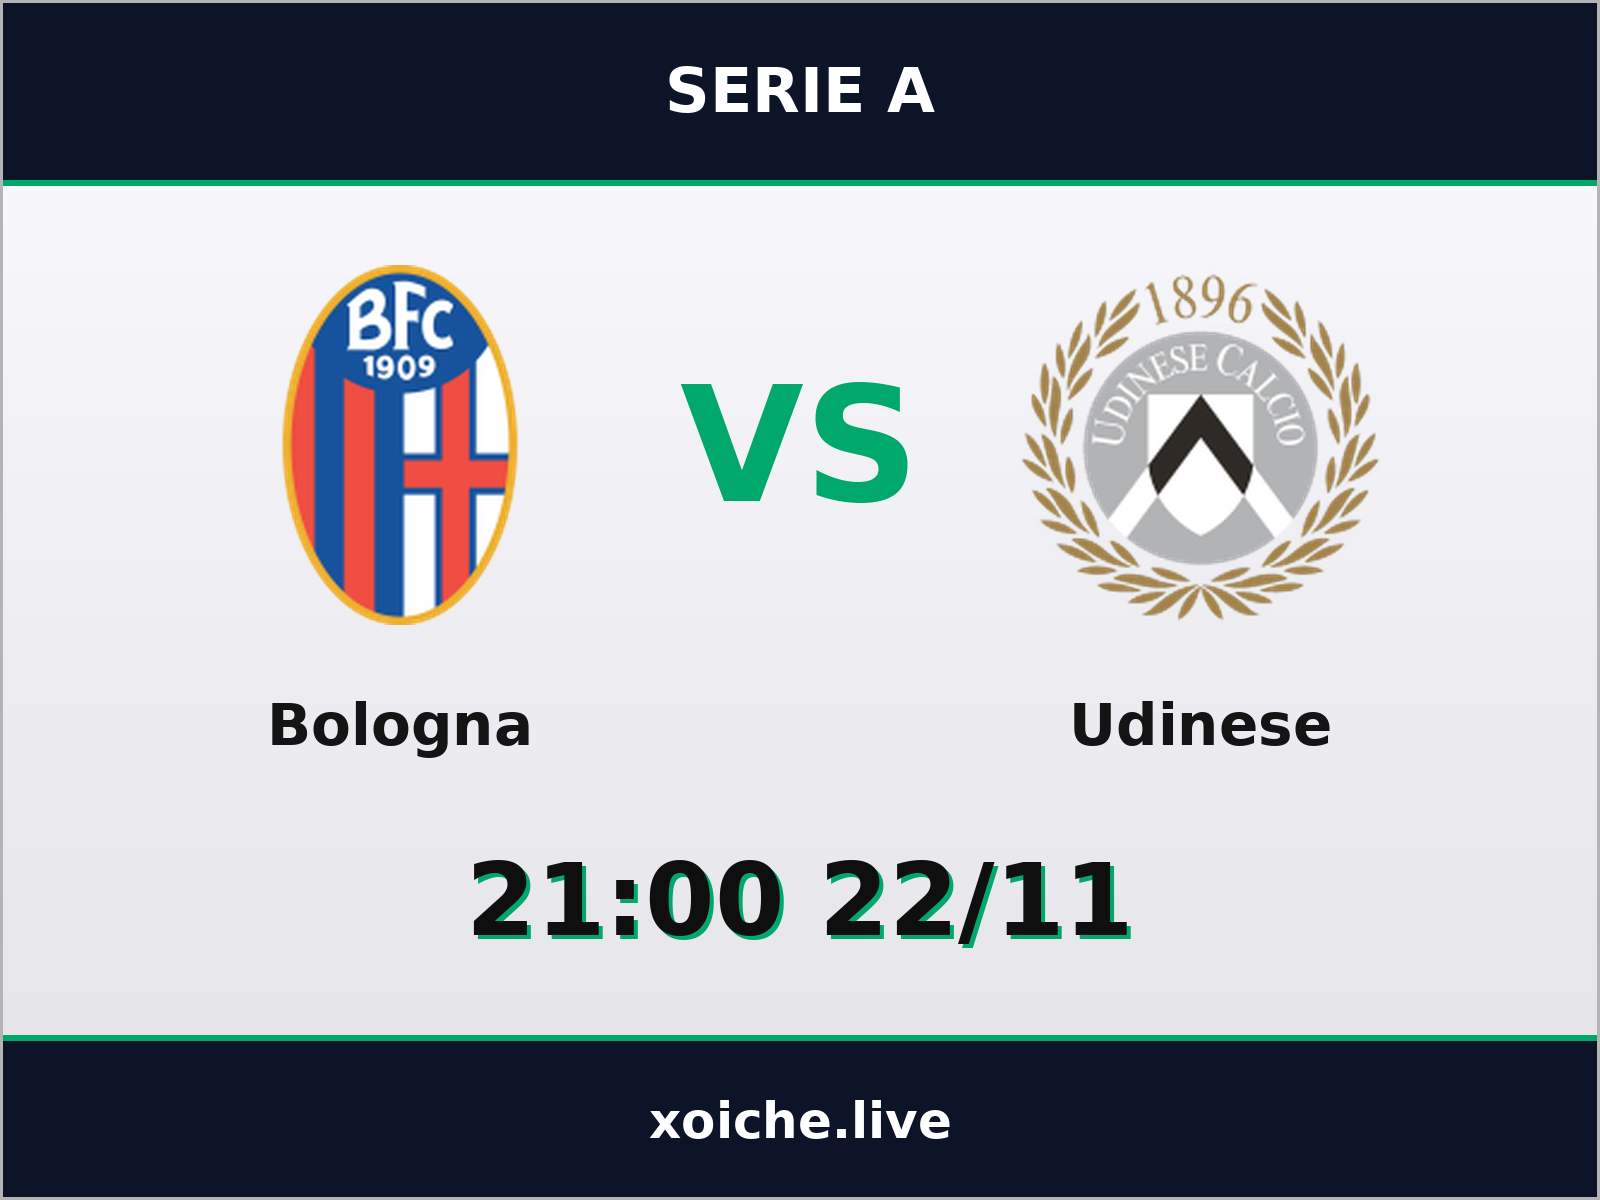 SERIE A
BFC
1909
1896
UDINESE CALCIO
VS
Bologna
Udinese
21:00 22/11
xoiche.live